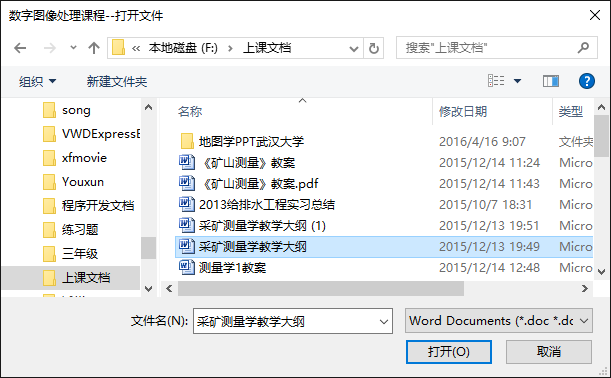 数字图像处理课程--打开文件
« 本地磁盘 (F:) › 上课文档
搜索"上课文档"
组织 新建文件夹
名称 修改日期 类型
song
VWDExpressE
xfmovie
Youxun
程序开发文档
练习题
三年级
上课文档
地图学PPT武汉大学 2016/4/16 9:07 文件夹
《矿山测量》教案 2015/12/14 11:24 Micro
《矿山测量》教案.pdf 2015/12/14 11:43 Micro
2013给排水工程实习总结 2015/10/7 18:31 Micro
采矿测量学教学大纲 (1) 2015/12/13 19:51 Micro
采矿测量学教学大纲 2015/12/13 19:49 Micro
测量学1教案 2015/12/14 12:48 Micro
文件名(N): 采矿测量学教学大纲 Word Documents (*.doc *.dc
打开(O) 取消